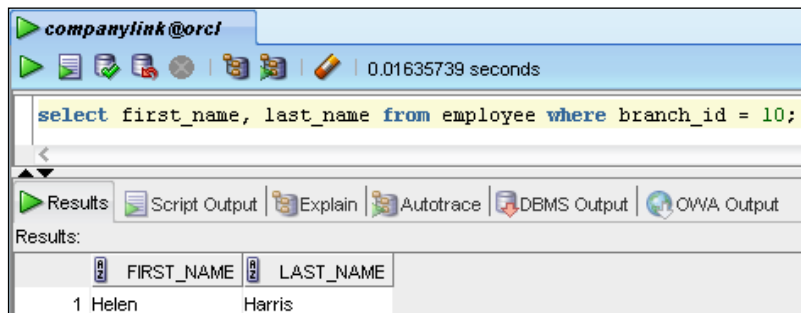 companylink@orcl
0.01635739 seconds
select first_name, last_name from employee where branch_id = 10;
Results Script Output Explain Autotrace DBMS Output OWA Output
Results:
FIRST_NAME LAST_NAME
1 Helen Harris